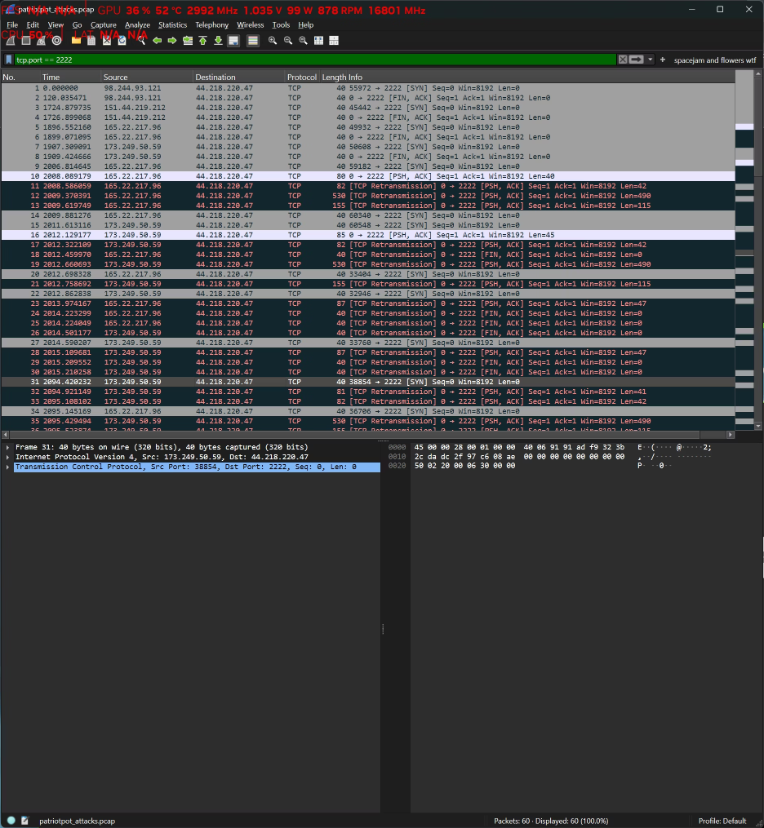 patriotpot_attacks.pcap
GPU 36 % 52 °C 2992 MHz 1.035 V 99 W 878 RPM 16801 MHz
CPU 50 % | LAT N/A, N/A
File Edit View Go Capture Analyze Statistics Telephony Wireless Tools Help
tcp.port == 2222
spacejam and flowers wtf
No. Time Source Destination Protocol Length Info
1 0.000000 98.244.93.121 44.218.220.47 TCP 40 55972 → 2222 [SYN] Seq=0 Win=8192 Len=0
2 120.035471 98.244.93.121 44.218.220.47 TCP 40 0 → 2222 [FIN, ACK] Seq=1 Ack=1 Win=8192 Len=0
3 1724.879735 151.44.219.212 44.218.220.47 TCP 40 45442 → 2222 [SYN] Seq=0 Win=8192 Len=0
4 1726.899068 151.44.219.212 44.218.220.47 TCP 40 0 → 2222 [FIN, ACK] Seq=1 Ack=1 Win=8192 Len=0
5 1896.552160 165.22.217.96 44.218.220.47 TCP 40 49932 → 2222 [SYN] Seq=0 Win=8192 Len=0
6 1899.071095 165.22.217.96 44.218.220.47 TCP 40 0 → 2222 [FIN, ACK] Seq=1 Ack=1 Win=8192 Len=0
7 1907.309091 173.249.50.59 44.218.220.47 TCP 40 50608 → 2222 [SYN] Seq=0 Win=8192 Len=0
8 1909.424666 173.249.50.59 44.218.220.47 TCP 40 0 → 2222 [FIN, ACK] Seq=1 Ack=1 Win=8192 Len=0
9 2006.814645 165.22.217.96 44.218.220.47 TCP 40 59182 → 2222 [SYN] Seq=0 Win=8192 Len=0
10 2008.089179 165.22.217.96 44.218.220.47 TCP 80 0 → 2222 [PSH, ACK] Seq=1 Ack=1 Win=8192 Len=40
11 2008.586059 165.22.217.96 44.218.220.47 TCP 82 [TCP Retransmission] 0 → 2222 [PSH, ACK] Seq=1 Ack=1 Win=8192 Len=42
12 2009.370391 165.22.217.96 44.218.220.47 TCP 530 [TCP Retransmission] 0 → 2222 [PSH, ACK] Seq=1 Ack=1 Win=8192 Len=490
13 2009.619749 165.22.217.96 44.218.220.47 TCP 155 [TCP Retransmission] 0 → 2222 [PSH, ACK] Seq=1 Ack=1 Win=8192 Len=115
14 2009.881276 165.22.217.96 44.218.220.47 TCP 40 60340 → 2222 [SYN] Seq=0 Win=8192 Len=0
15 2011.613116 173.249.50.59 44.218.220.47 TCP 40 60548 → 2222 [SYN] Seq=0 Win=8192 Len=0
16 2012.129177 173.249.50.59 44.218.220.47 TCP 85 0 → 2222 [PSH, ACK] Seq=1 Ack=1 Win=8192 Len=45
17 2012.322109 173.249.50.59 44.218.220.47 TCP 82 [TCP Retransmission] 0 → 2222 [PSH, ACK] Seq=1 Ack=1 Win=8192 Len=42
18 2012.459970 165.22.217.96 44.218.220.47 TCP 40 [TCP Retransmission] 0 → 2222 [FIN, ACK] Seq=1 Ack=1 Win=8192 Len=0
19 2012.660693 173.249.50.59 44.218.220.47 TCP 530 [TCP Retransmission] 0 → 2222 [PSH, ACK] Seq=1 Ack=1 Win=8192 Len=490
20 2012.698328 165.22.217.96 44.218.220.47 TCP 40 33404 → 2222 [SYN] Seq=0 Win=8192 Len=0
21 2012.758692 173.249.50.59 44.218.220.47 TCP 155 [TCP Retransmission] 0 → 2222 [PSH, ACK] Seq=1 Ack=1 Win=8192 Len=115
22 2012.862838 173.249.50.59 44.218.220.47 TCP 40 32946 → 2222 [SYN] Seq=0 Win=8192 Len=0
23 2013.974167 165.22.217.96 44.218.220.47 TCP 87 [TCP Retransmission] 0 → 2222 [PSH, ACK] Seq=1 Ack=1 Win=8192 Len=47
24 2014.223299 165.22.217.96 44.218.220.47 TCP 40 [TCP Retransmission] 0 → 2222 [FIN, ACK] Seq=1 Ack=1 Win=8192 Len=0
25 2014.224049 165.22.217.96 44.218.220.47 TCP 40 [TCP Retransmission] 0 → 2222 [FIN, ACK] Seq=1 Ack=1 Win=8192 Len=0
26 2014.501177 173.249.50.59 44.218.220.47 TCP 40 [TCP Retransmission] 0 → 2222 [FIN, ACK] Seq=1 Ack=1 Win=8192 Len=0
27 2014.590207 173.249.50.59 44.218.220.47 TCP 40 33760 → 2222 [SYN] Seq=0 Win=8192 Len=0
28 2015.109681 173.249.50.59 44.218.220.47 TCP 87 [TCP Retransmission] 0 → 2222 [PSH, ACK] Seq=1 Ack=1 Win=8192 Len=47
29 2015.209552 173.249.50.59 44.218.220.47 TCP 40 [TCP Retransmission] 0 → 2222 [FIN, ACK] Seq=1 Ack=1 Win=8192 Len=0
30 2015.210258 173.249.50.59 44.218.220.47 TCP 40 [TCP Retransmission] 0 → 2222 [FIN, ACK] Seq=1 Ack=1 Win=8192 Len=0
31 2094.420232 173.249.50.59 44.218.220.47 TCP 40 38854 → 2222 [SYN] Seq=0 Win=8192 Len=0
32 2094.921149 173.249.50.59 44.218.220.47 TCP 81 [TCP Retransmission] 0 → 2222 [PSH, ACK] Seq=1 Ack=1 Win=8192 Len=41
33 2095.108102 173.249.50.59 44.218.220.47 TCP 82 [TCP Retransmission] 0 → 2222 [PSH, ACK] Seq=1 Ack=1 Win=8192 Len=42
34 2095.145169 165.22.217.96 44.218.220.47 TCP 40 36706 → 2222 [SYN] Seq=0 Win=8192 Len=0
35 2095.429494 173.249.50.59 44.218.220.47 TCP 530 [TCP Retransmission] 0 → 2222 [PSH, ACK] Seq=1 Ack=1 Win=8192 Len=490
Frame 31: 40 bytes on wire (320 bits), 40 bytes captured (320 bits)
Internet Protocol Version 4, Src: 173.249.50.59, Dst: 44.218.220.47
Transmission Control Protocol, Src Port: 38854, Dst Port: 2222, Seq: 0, Len: 0
0000 45 00 00 28 00 01 00 00 40 06 91 91 ad f9 32 3b E··(····@·····2;
0010 2c da dc 2f 97 c6 08 ae 00 00 00 00 00 00 00 00 ,··/············
0020 50 02 20 00 06 30 00 00 P· ··0··
patriotpot_attacks.pcap
Packets: 60 · Displayed: 60 (100.0%)
Profile: Default